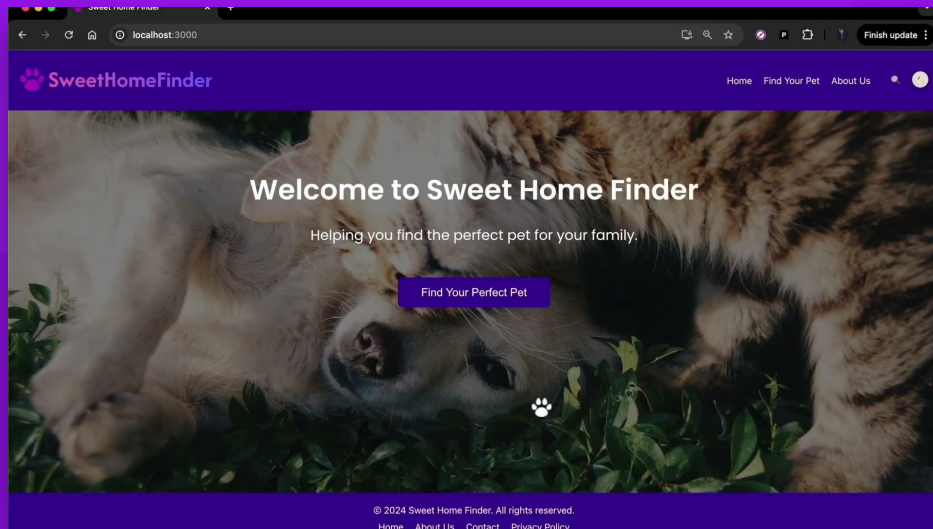 Sweet Home Finder
localhost:3000
Finish update
SweetHomeFinder
Home Find Your Pet About Us
Welcome to Sweet Home Finder
Helping you find the perfect pet for your family.
Find Your Perfect Pet
© 2024 Sweet Home Finder. All rights reserved.
Home About Us Contact Privacy Policy